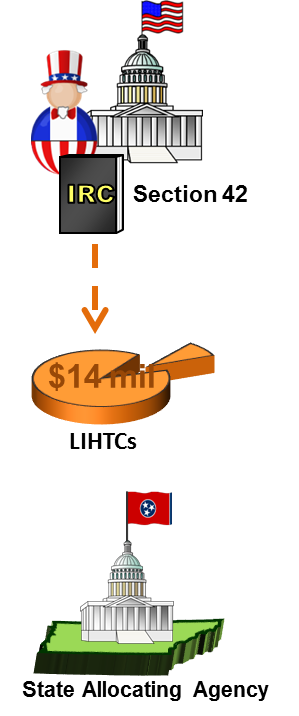 IRC
Section 42
$14 mil
LIHTCs
State Allocating Agency